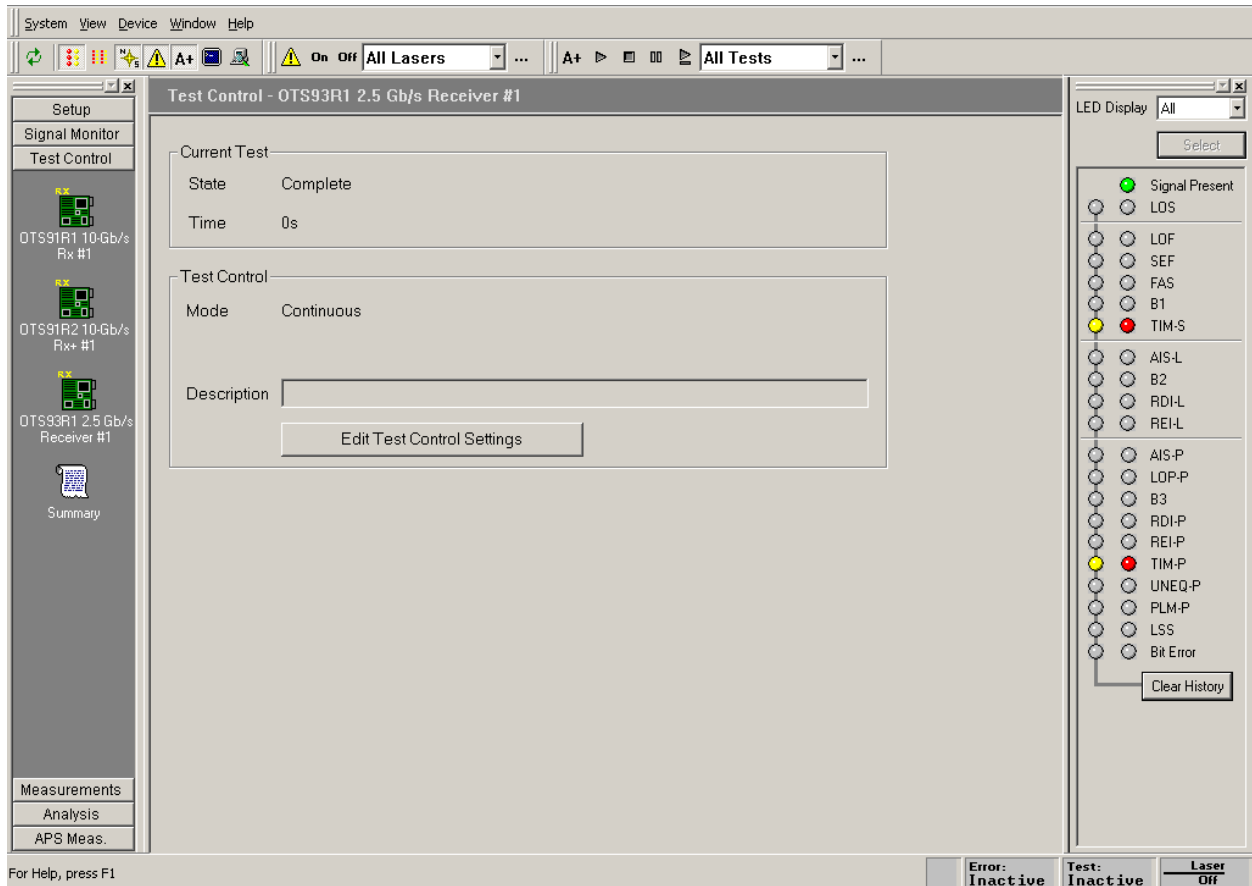 System View Device Window Help
A+ On Off All Lasers ... A+ All Tests ...
Setup
Signal Monitor
Test Control
RX
OTS91R1 10-Gb/s
Rx #1
RX
OTS91R2 10-Gb/s
Rx+ #1
RX
OTS93R1 2.5 Gb/s
Receiver #1
Summary
Measurements
Analysis
APS Meas.
Test Control - OTS93R1 2.5 Gb/s Receiver #1
Current Test
State Complete
Time 0s
Test Control
Mode Continuous
Description
Edit Test Control Settings
LED Display All
Select
Signal Present
LOS
LOF
SEF
FAS
B1
TIM-S
AIS-L
B2
RDI-L
REI-L
AIS-P
LOP-P
B3
RDI-P
REI-P
TIM-P
UNEQ-P
PLM-P
LSS
Bit Error
Clear History
For Help, press F1
Error:
Inactive
Test:
Inactive
Laser
Off